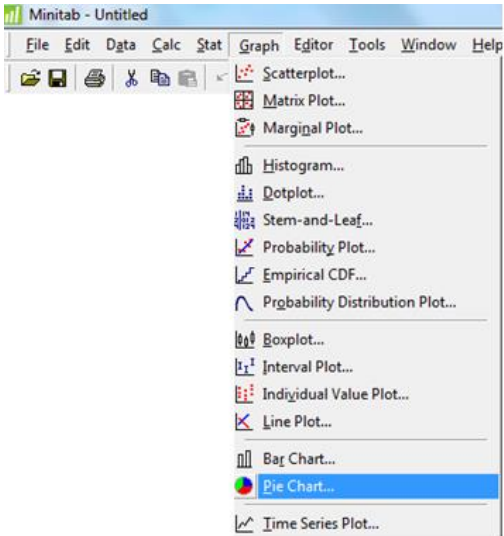 Minitab - Untitled
File Edit Data Calc Stat Graph Editor Tools Window Help
Scatterplot...
Matrix Plot...
Marginal Plot...
Histogram...
Dotplot...
Stem-and-Leaf...
Probability Plot...
Empirical CDF...
Probability Distribution Plot...
Boxplot...
Interval Plot...
Individual Value Plot...
Line Plot...
Bar Chart...
Pie Chart...
Time Series Plot...